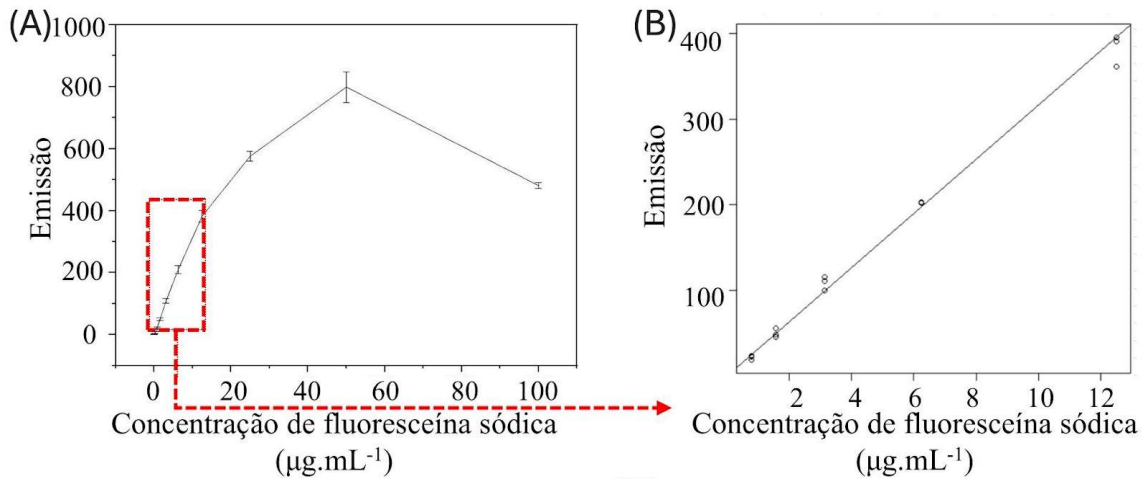 (A)
1000
800
600
400
200
0
Emissão
0 20 40 60 80 100
Concentração de fluoresceína sódica
(μg.mL⁻¹)
(B)
400
300
200
100
Emissão
2 4 6 8 10 12
Concentração de fluoresceína sódica
(μg.mL⁻¹)